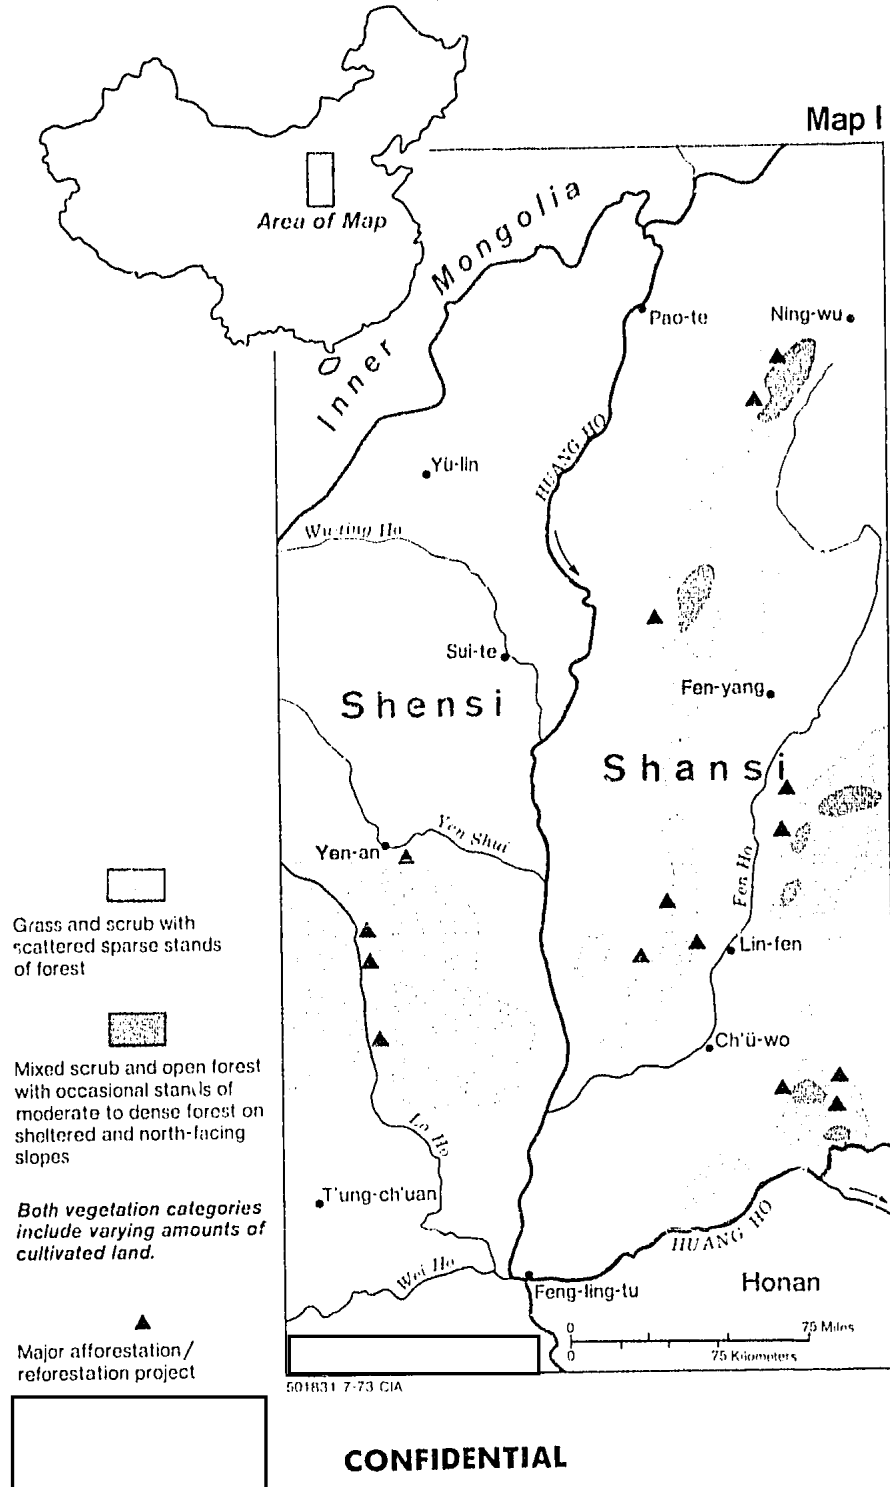 Map I
Area of Map
Inner Mongolia
Pao-te
Ning-wu
HUANG HO
Yü-lin
Wu-ting Ho
Sui-te
Fen-yang
Shensi
Shansi
Yen Shui
Yen-an
Fen Ho
Lin-fen
Ch'ü-wo
Lo Ho
T'ung-ch'uan
HUANG HO
Wei Ho
Feng-ling-tu
Honan
0 75 Miles
0 75 Kilometers
Grass and scrub with
scattered sparse stands
of forest
Mixed scrub and open forest
with occasional stands of
moderate to dense forest on
sheltered and north-facing
slopes
Both vegetation categories
include varying amounts of
cultivated land.
Major afforestation/
reforestation project
501831 7-73 CIA
CONFIDENTIAL